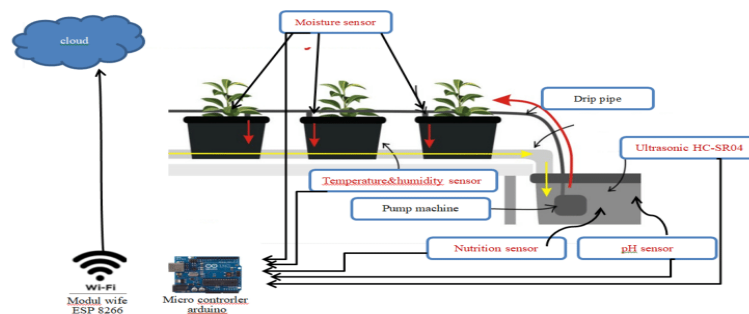 Moisture sensor
cloud
Drip pipe
Ultrasonic HC-SR04
Temperature&humidity sensor
Pump machine
Nutrition sensor
pH sensor
Wi-Fi
Modul wife
ESP 8266
Micro controrler
arduino